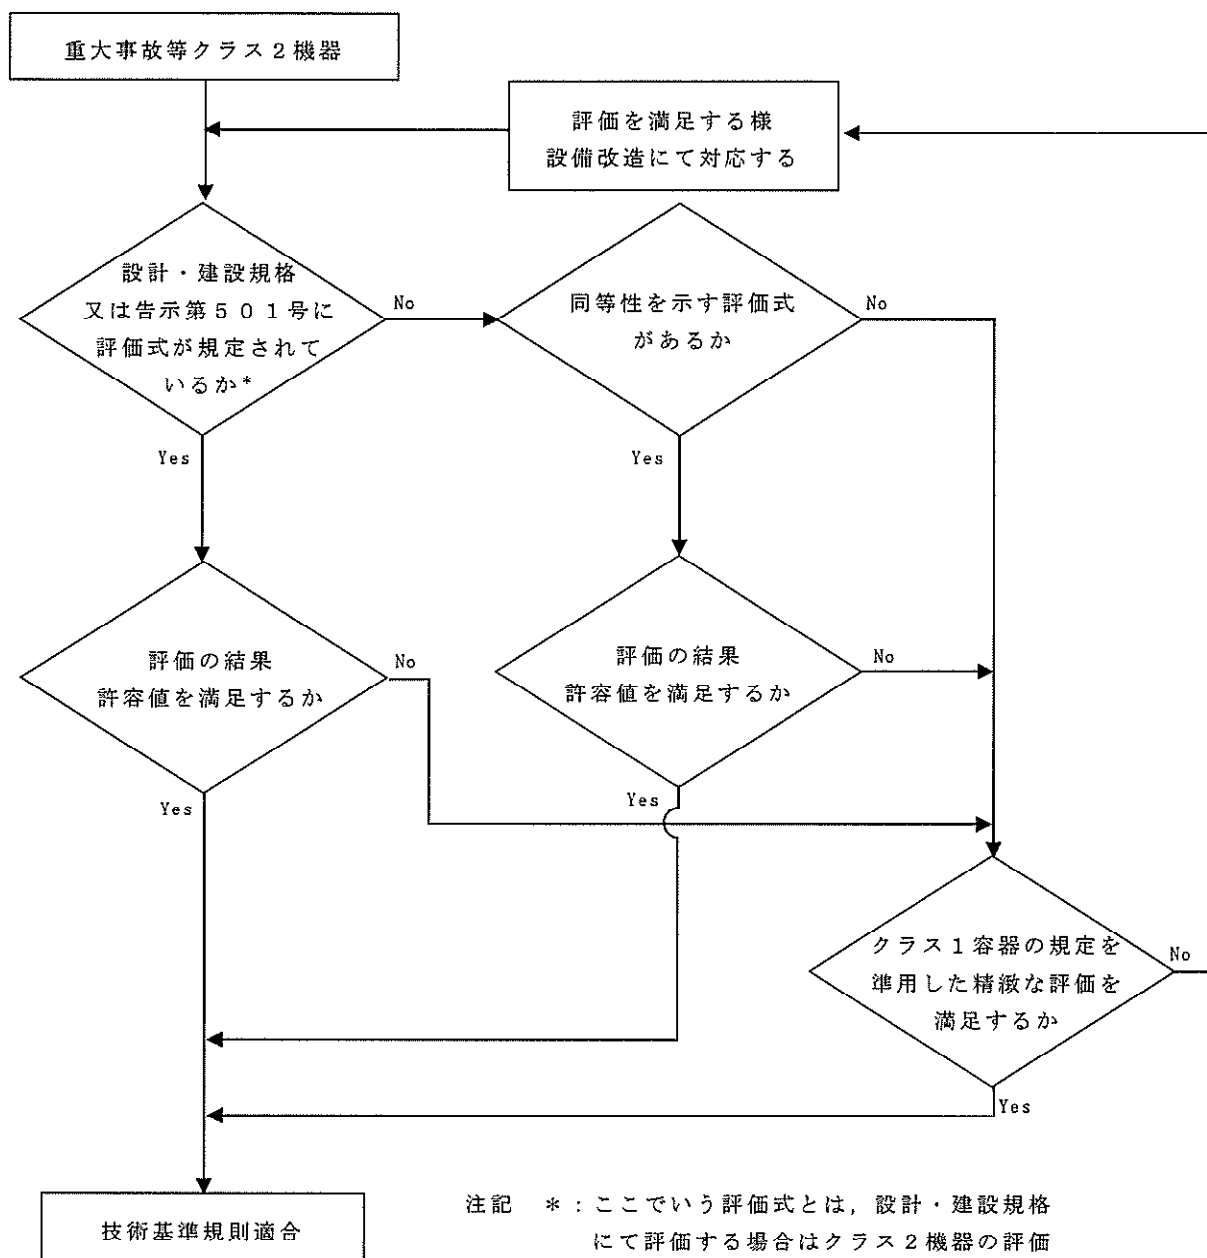 重大事故等クラス２機器
評価を満足する様
設備改造にて対応する
設計・建設規格
又は告示第５０１号に
評価式が規定されて
いるか*
No
同等性を示す評価式
があるか
No
Yes
Yes
評価の結果
許容値を満足するか
No
評価の結果
許容値を満足するか
No
Yes
Yes
クラス１容器の規定を
準用した精緻な評価を
満足するか
No
Yes
技術基準規則適合
注記　＊：ここでいう評価式とは，設計・建設規格
にて評価する場合はクラス２機器の評価